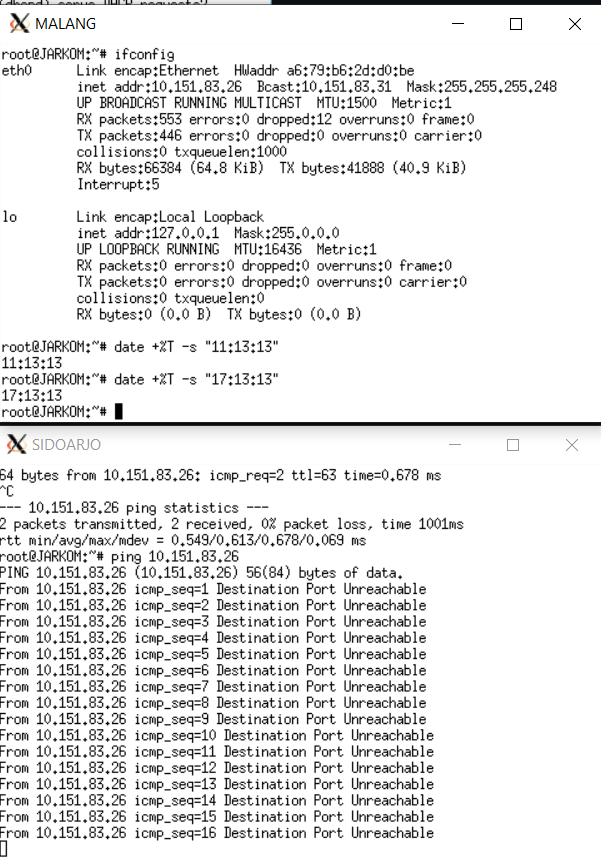 MALANG
root@JARKOM:~# ifconfig
eth0      Link encap:Ethernet  HWaddr a6:79:b6:2d:d0:be
          inet addr:10.151.83.26  Bcast:10.151.83.31  Mask:255.255.255.248
          UP BROADCAST RUNNING MULTICAST  MTU:1500  Metric:1
          RX packets:553 errors:0 dropped:12 overruns:0 frame:0
          TX packets:446 errors:0 dropped:0 overruns:0 carrier:0
          collisions:0 txqueuelen:1000
          RX bytes:66384 (64.8 KiB)  TX bytes:41888 (40.9 KiB)
          Interrupt:5
lo        Link encap:Local Loopback
          inet addr:127.0.0.1  Mask:255.0.0.0
          UP LOOPBACK RUNNING  MTU:16436  Metric:1
          RX packets:0 errors:0 dropped:0 overruns:0 frame:0
          TX packets:0 errors:0 dropped:0 overruns:0 carrier:0
          collisions:0 txqueuelen:0
          RX bytes:0 (0.0 B)  TX bytes:0 (0.0 B)
root@JARKOM:~# date +%T -s "11:13:13"
11:13:13
root@JARKOM:~# date +%T -s "17:13:13"
17:13:13
root@JARKOM:~#
SIDOARJO
64 bytes from 10.151.83.26: icmp_req=2 ttl=63 time=0.678 ms
^C
--- 10.151.83.26 ping statistics ---
2 packets transmitted, 2 received, 0% packet loss, time 1001ms
rtt min/avg/max/mdev = 0.549/0.613/0.678/0.069 ms
root@JARKOM:~# ping 10.151.83.26
PING 10.151.83.26 (10.151.83.26) 56(84) bytes of data.
From 10.151.83.26 icmp_seq=1 Destination Port Unreachable
From 10.151.83.26 icmp_seq=2 Destination Port Unreachable
From 10.151.83.26 icmp_seq=3 Destination Port Unreachable
From 10.151.83.26 icmp_seq=4 Destination Port Unreachable
From 10.151.83.26 icmp_seq=5 Destination Port Unreachable
From 10.151.83.26 icmp_seq=6 Destination Port Unreachable
From 10.151.83.26 icmp_seq=7 Destination Port Unreachable
From 10.151.83.26 icmp_seq=8 Destination Port Unreachable
From 10.151.83.26 icmp_seq=9 Destination Port Unreachable
From 10.151.83.26 icmp_seq=10 Destination Port Unreachable
From 10.151.83.26 icmp_seq=11 Destination Port Unreachable
From 10.151.83.26 icmp_seq=12 Destination Port Unreachable
From 10.151.83.26 icmp_seq=13 Destination Port Unreachable
From 10.151.83.26 icmp_seq=14 Destination Port Unreachable
From 10.151.83.26 icmp_seq=15 Destination Port Unreachable
From 10.151.83.26 icmp_seq=16 Destination Port Unreachable